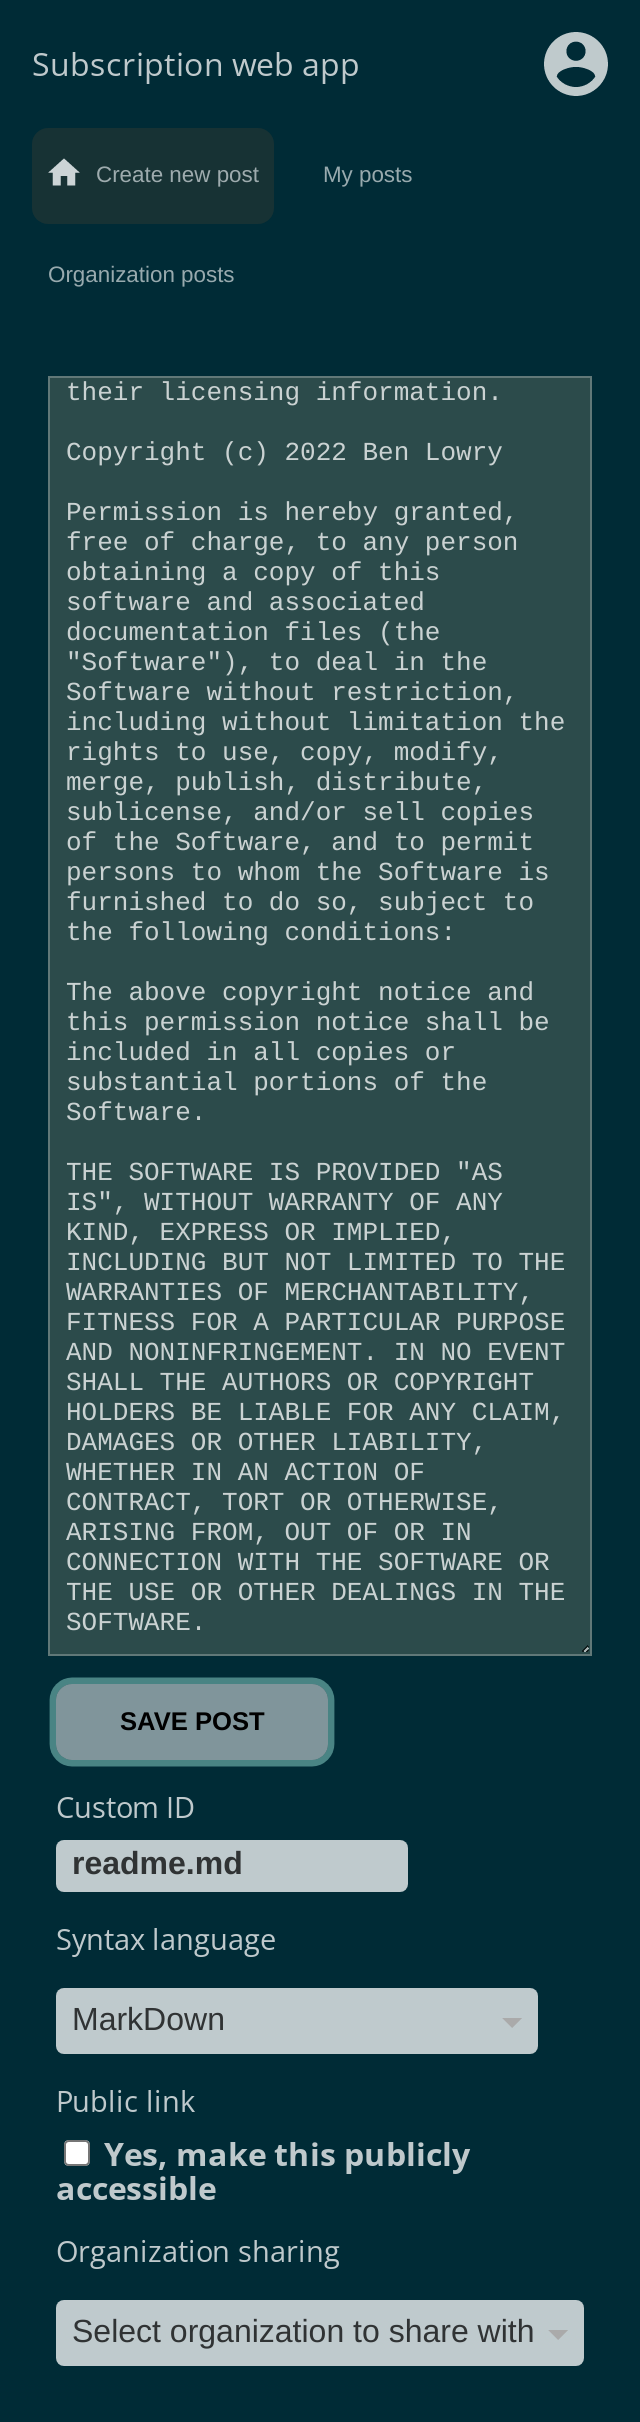 Subscription web app
Create new post
My posts
Organization posts
their licensing information.
Copyright (c) 2022 Ben Lowry
Permission is hereby granted,
free of charge, to any person
obtaining a copy of this
software and associated
documentation files (the
"Software"), to deal in the
Software without restriction,
including without limitation the
rights to use, copy, modify,
merge, publish, distribute,
sublicense, and/or sell copies
of the Software, and to permit
persons to whom the Software is
furnished to do so, subject to
the following conditions:
The above copyright notice and
this permission notice shall be
included in all copies or
substantial portions of the
Software.
THE SOFTWARE IS PROVIDED "AS
IS", WITHOUT WARRANTY OF ANY
KIND, EXPRESS OR IMPLIED,
INCLUDING BUT NOT LIMITED TO THE
WARRANTIES OF MERCHANTABILITY,
FITNESS FOR A PARTICULAR PURPOSE
AND NONINFRINGEMENT. IN NO EVENT
SHALL THE AUTHORS OR COPYRIGHT
HOLDERS BE LIABLE FOR ANY CLAIM,
DAMAGES OR OTHER LIABILITY,
WHETHER IN AN ACTION OF
CONTRACT, TORT OR OTHERWISE,
ARISING FROM, OUT OF OR IN
CONNECTION WITH THE SOFTWARE OR
THE USE OR OTHER DEALINGS IN THE
SOFTWARE.
SAVE POST
Custom ID
readme.md
Syntax language
MarkDown
Public link
Yes, make this publicly
accessible
Organization sharing
Select organization to share with